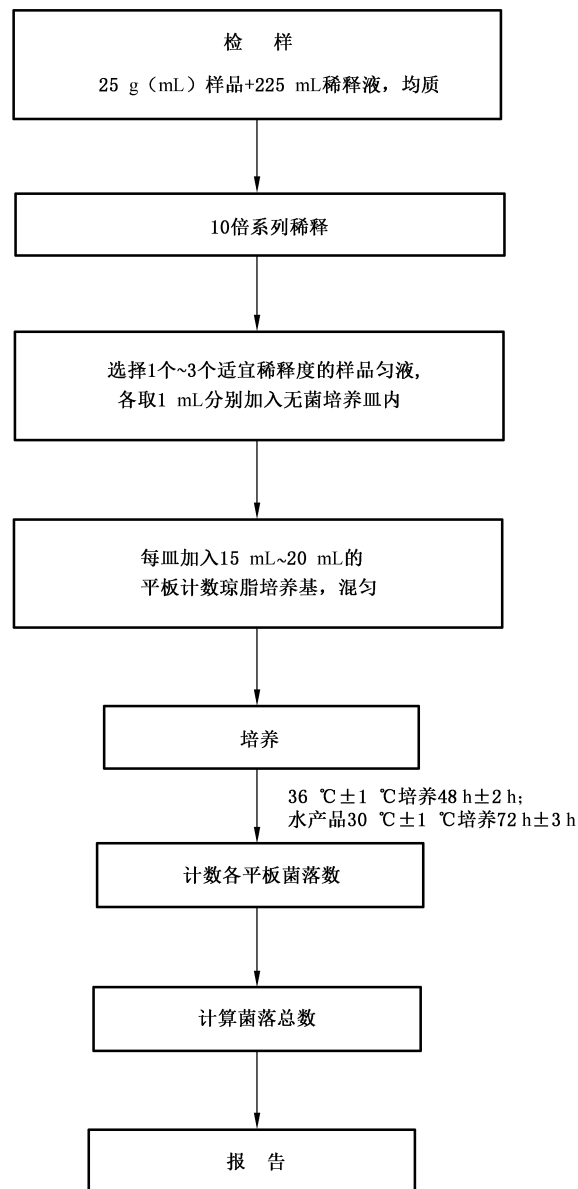 检 样
25 g（mL）样品+225 mL稀释液，均质
10倍系列稀释
选择1个~3个适宜稀释度的样品匀液，
各取1 mL分别加入无菌培养皿内
每皿加入15 mL~20 mL的
平板计数琼脂培养基，混匀
培养
36 ℃±1 ℃培养48 h±2 h；
水产品30 ℃±1 ℃培养72 h±3 h
计数各平板菌落数
计算菌落总数
报 告